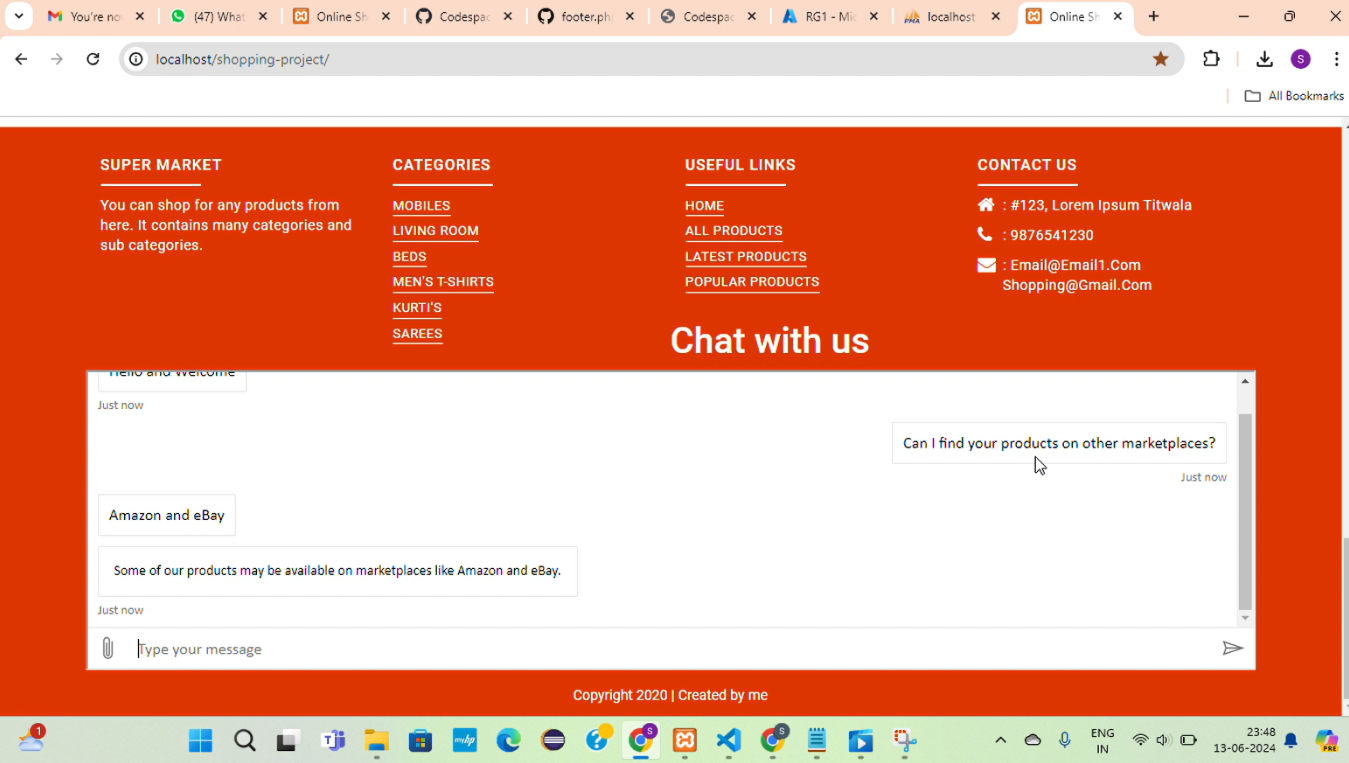 You're no
(47) What
Online Sh
Codespac
footer.ph
Codespac
RG1 - Mic
localhost
Online Sh
localhost/shopping-project/
S
All Bookmarks
SUPER MARKET
You can shop for any products from
here. It contains many categories and
sub categories.
CATEGORIES
MOBILES
LIVING ROOM
BEDS
MEN'S T-SHIRTS
KURTI'S
SAREES
USEFUL LINKS
HOME
ALL PRODUCTS
LATEST PRODUCTS
POPULAR PRODUCTS
CONTACT US
: #123, Lorem Ipsum Titwala
: 9876541230
: Email@Email1.Com
Shopping@Gmail.Com
Chat with us
Hello and Welcome
Just now
Can I find your products on other marketplaces?
Just now
Amazon and eBay
Some of our products may be available on marketplaces like Amazon and eBay.
Just now
Type your message
Copyright 2020 | Created by me
1
mhp
S
S
ENG
IN
23:48
13-06-2024
PRE